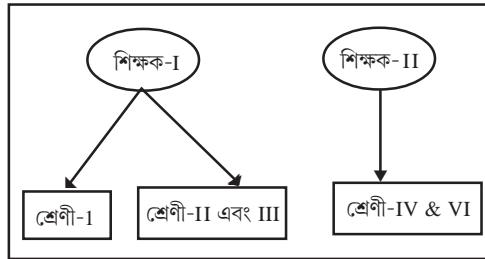 শিক্ষক-I
শিক্ষক-II
শ্রেণী-1
শ্রেণী-II এবং III
শ্রেণী-IV & VI